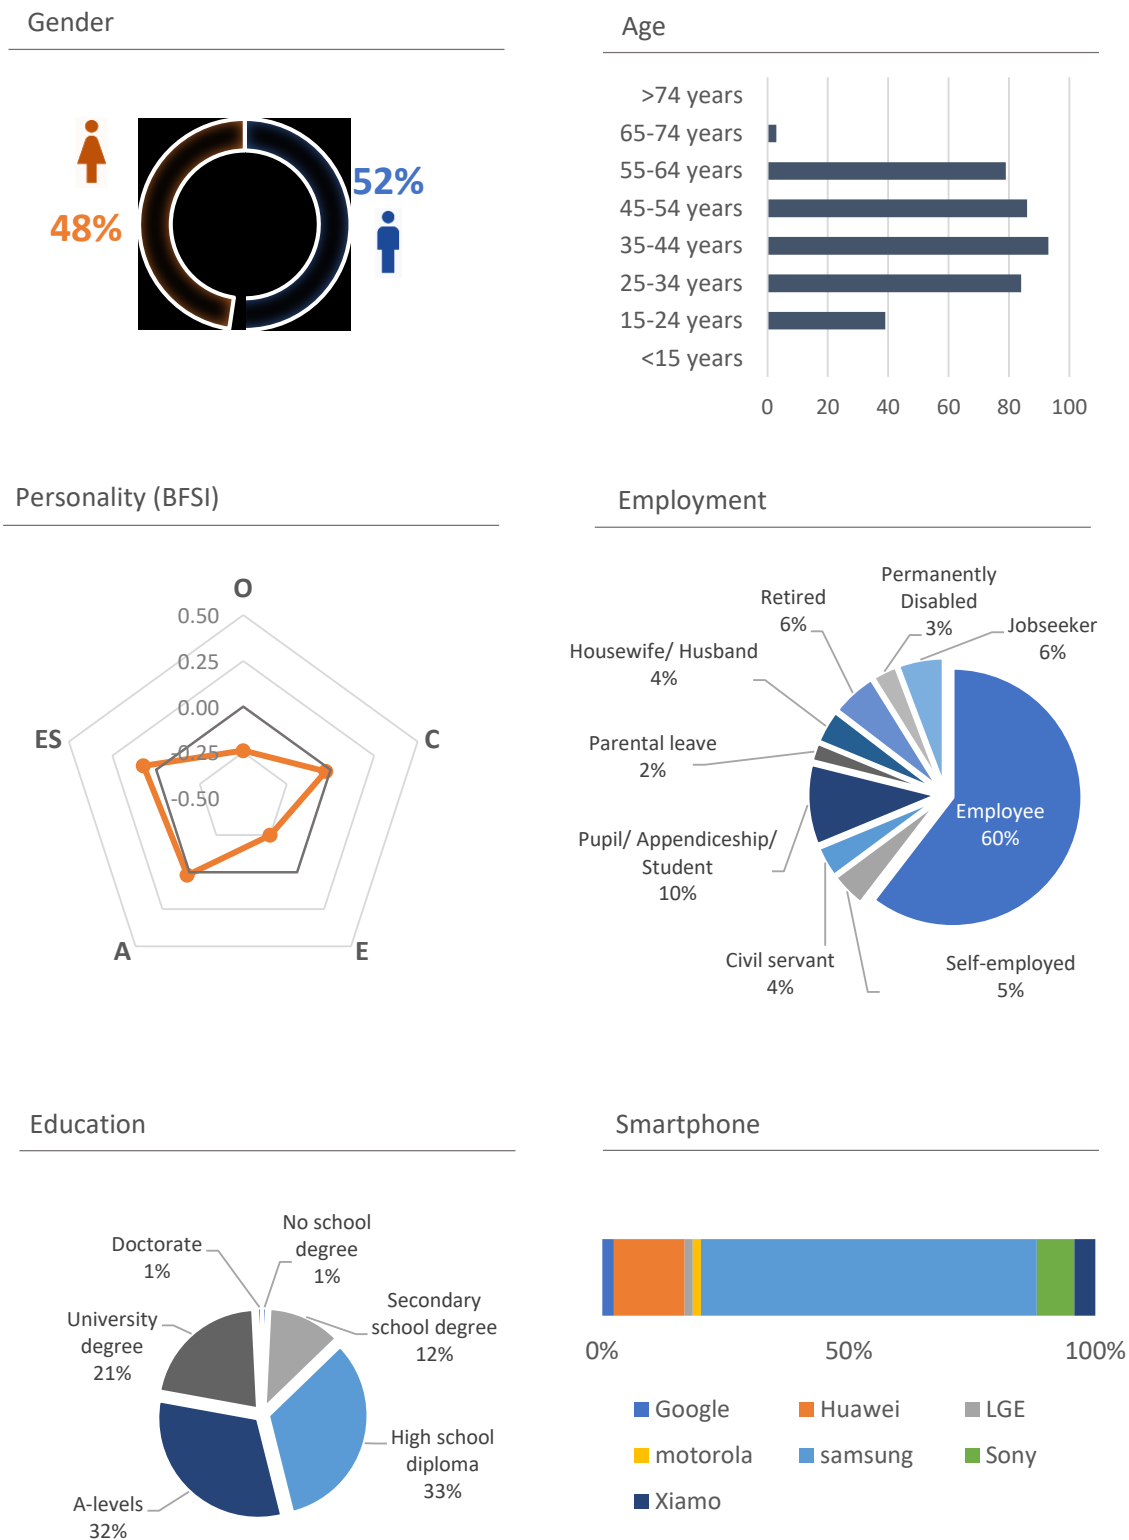 Gender
48%
52%
Age
>74 years
65-74 years
55-64 years
45-54 years
35-44 years
25-34 years
15-24 years
<15 years
0 20 40 60 80 100
Personality (BFSI)
O
0.50
0.25
0.00
-0.25
-0.50
ES
C
A
E
Employment
Permanently
Disabled
3%
Retired
6%
Jobseeker
6%
Housewife/ Husband
4%
Parental leave
2%
Employee
60%
Pupil/ Appendiceship/
Student
10%
Civil servant
4%
Self-employed
5%
Education
No school
degree
1%
Doctorate
1%
Secondary
school degree
12%
University
degree
21%
High school
diploma
33%
A-levels
32%
Smartphone
0% 50% 100%
Google Huawei LGE
motorola samsung Sony
Xiamo